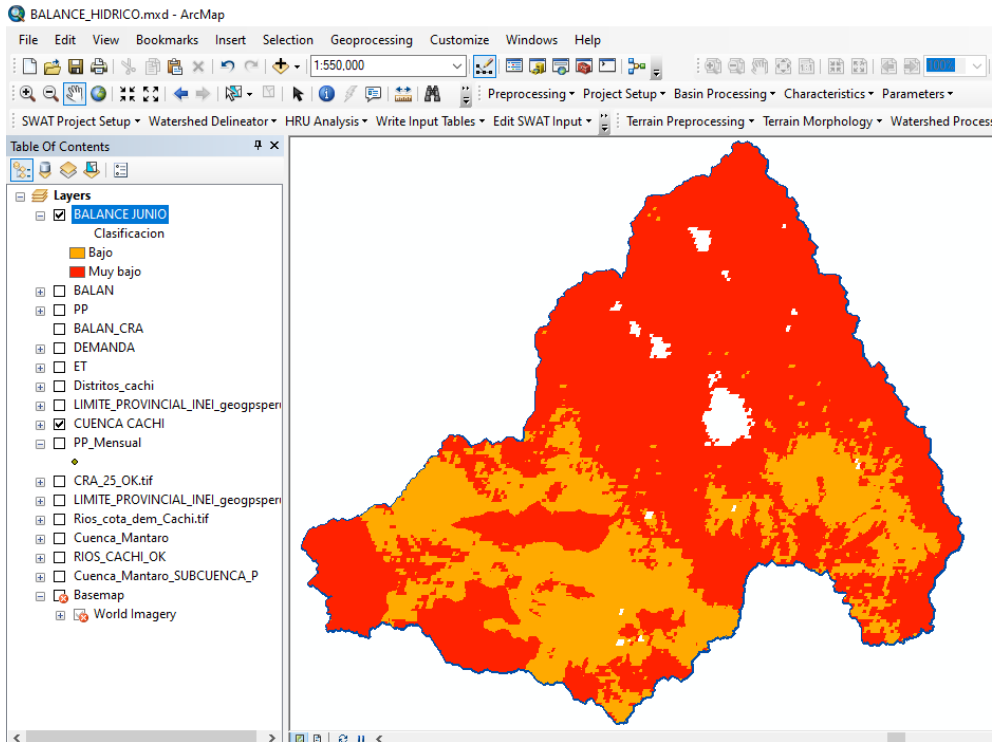 BALANCE_HIDRICO.mxd - ArcMap
File Edit View Bookmarks Insert Selection Geoprocessing Customize Windows Help
1:550,000 100%
Preprocessing Project Setup Basin Processing Characteristics Parameters
SWAT Project Setup Watershed Delineator HRU Analysis Write Input Tables Edit SWAT Input Terrain Preprocessing Terrain Morphology Watershed Process
Table Of Contents
Layers
BALANCE JUNIO
Clasificacion
Bajo
Muy bajo
BALAN
PP
BALAN_CRA
DEMANDA
ET
Distritos_cachi
LIMITE_PROVINCIAL_INEI_geogpsperu
CUENCA CACHI
PP_Mensual
CRA_25_OK.tif
LIMITE_PROVINCIAL_INEI_geogpsperu
Rios_cota_dem_Cachi.tif
Cuenca_Mantaro
RIOS_CACHI_OK
Cuenca_Mantaro_SUBCUENCA_P
Basemap
World Imagery